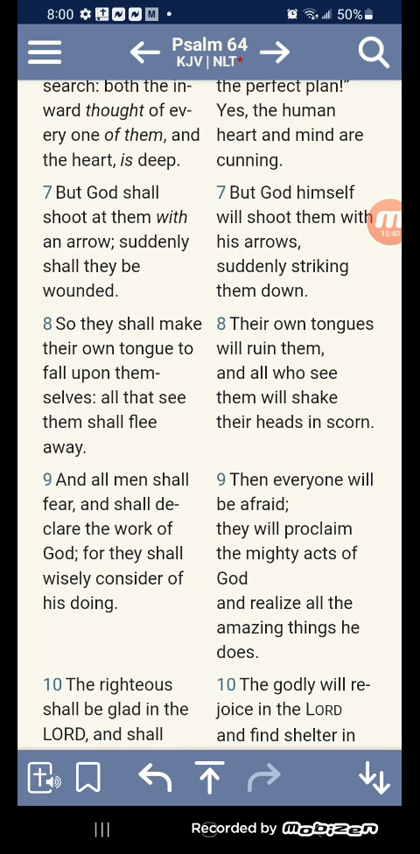 8:00 M 50%
Psalm 64
KJV | NLT*
search: both the in-
ward thought of ev-
ery one of them, and
the heart, is deep.
7 But God shall
shoot at them with
an arrow; suddenly
shall they be
wounded.
8 So they shall make
their own tongue to
fall upon them-
selves: all that see
them shall flee
away.
9 And all men shall
fear, and shall de-
clare the work of
God; for they shall
wisely consider of
his doing.
10 The righteous
shall be glad in the
LORD, and shall
the perfect plan!”
Yes, the human
heart and mind are
cunning.
7 But God himself
will shoot them with
his arrows,
suddenly striking
them down.
8 Their own tongues
will ruin them,
and all who see
them will shake
their heads in scorn.
9 Then everyone will
be afraid;
they will proclaim
the mighty acts of
God
and realize all the
amazing things he
does.
10 The godly will re-
joice in the LORD
and find shelter in
m
15:40
Recorded by mobizen